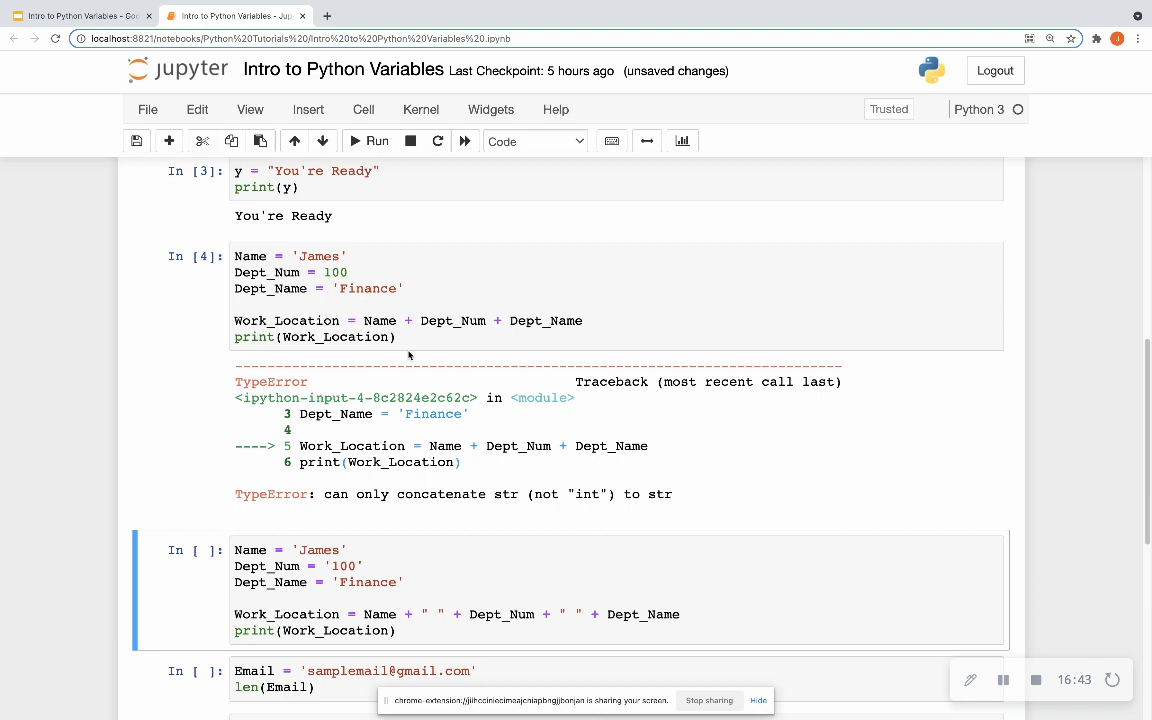 Intro to Python Variables - Goo
Intro to Python Variables - Jup
localhost:8821/notebooks/Python%20Tutorials%20/Intro%20to%20Python%20Variables%20.ipynb
J
jupyter Intro to Python Variables Last Checkpoint: 5 hours ago (unsaved changes)
Logout
File Edit View Insert Cell Kernel Widgets Help
Trusted
Python 3
Run
Code
In [3]: y = "You're Ready"
print(y)
You're Ready
In [4]: Name = 'James'
Dept_Num = 100
Dept_Name = 'Finance'
Work_Location = Name + Dept_Num + Dept_Name
print(Work_Location)
---------------------------------------------------------------------------
TypeError Traceback (most recent call last)
<ipython-input-4-8c2824e2c62c> in <module>
3 Dept_Name = 'Finance'
4
----> 5 Work_Location = Name + Dept_Num + Dept_Name
6 print(Work_Location)
TypeError: can only concatenate str (not "int") to str
In [ ]: Name = 'James'
Dept_Num = '100'
Dept_Name = 'Finance'
Work_Location = Name + " " + Dept_Num + " " + Dept_Name
print(Work_Location)
In [ ]: Email = 'samplemail@gmail.com'
len(Email)
16:43
chrome-extension://jiihcciniecimeajcniapbngjjbonjan is sharing your screen.
Stop sharing
Hide